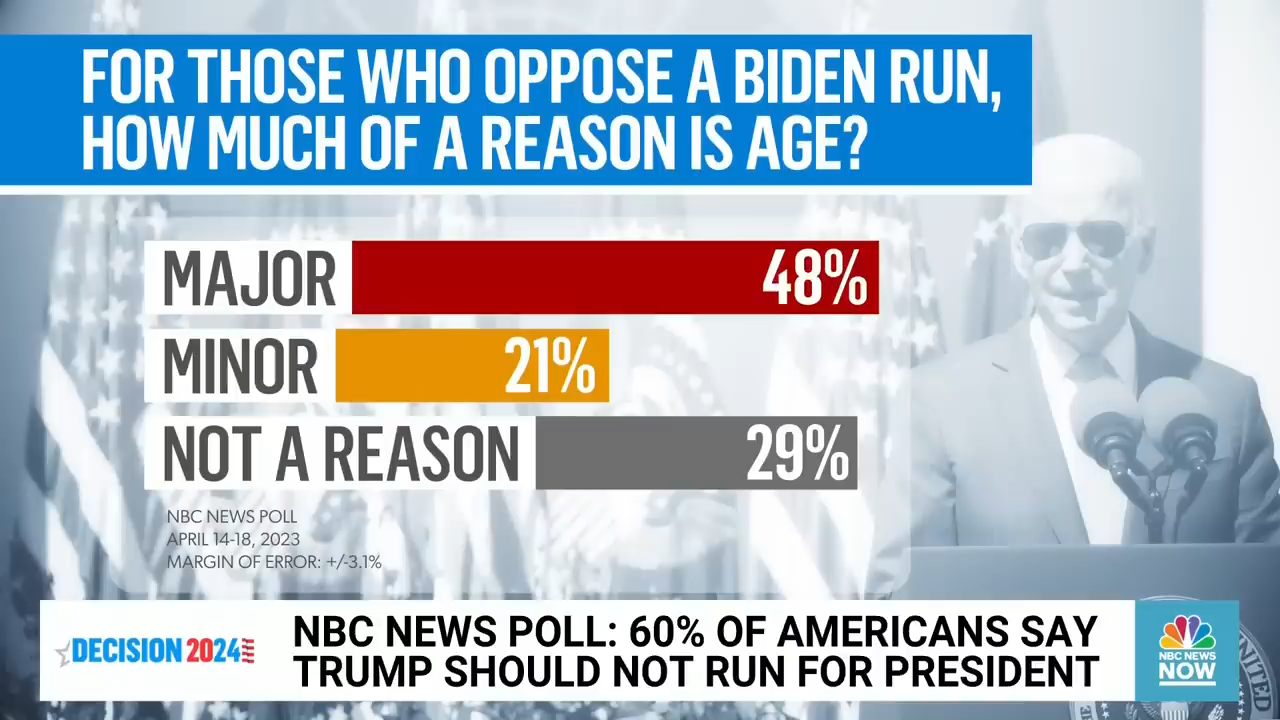 FOR THOSE WHO OPPOSE A BIDEN RUN,
HOW MUCH OF A REASON IS AGE?
MAJOR 48%
MINOR 21%
NOT A REASON 29%
NBC NEWS POLL
APRIL 14-18, 2023
MARGIN OF ERROR: +/-3.1%
DECISION 2024
NBC NEWS POLL: 60% OF AMERICANS SAY
TRUMP SHOULD NOT RUN FOR PRESIDENT
NBC NEWS
NOW